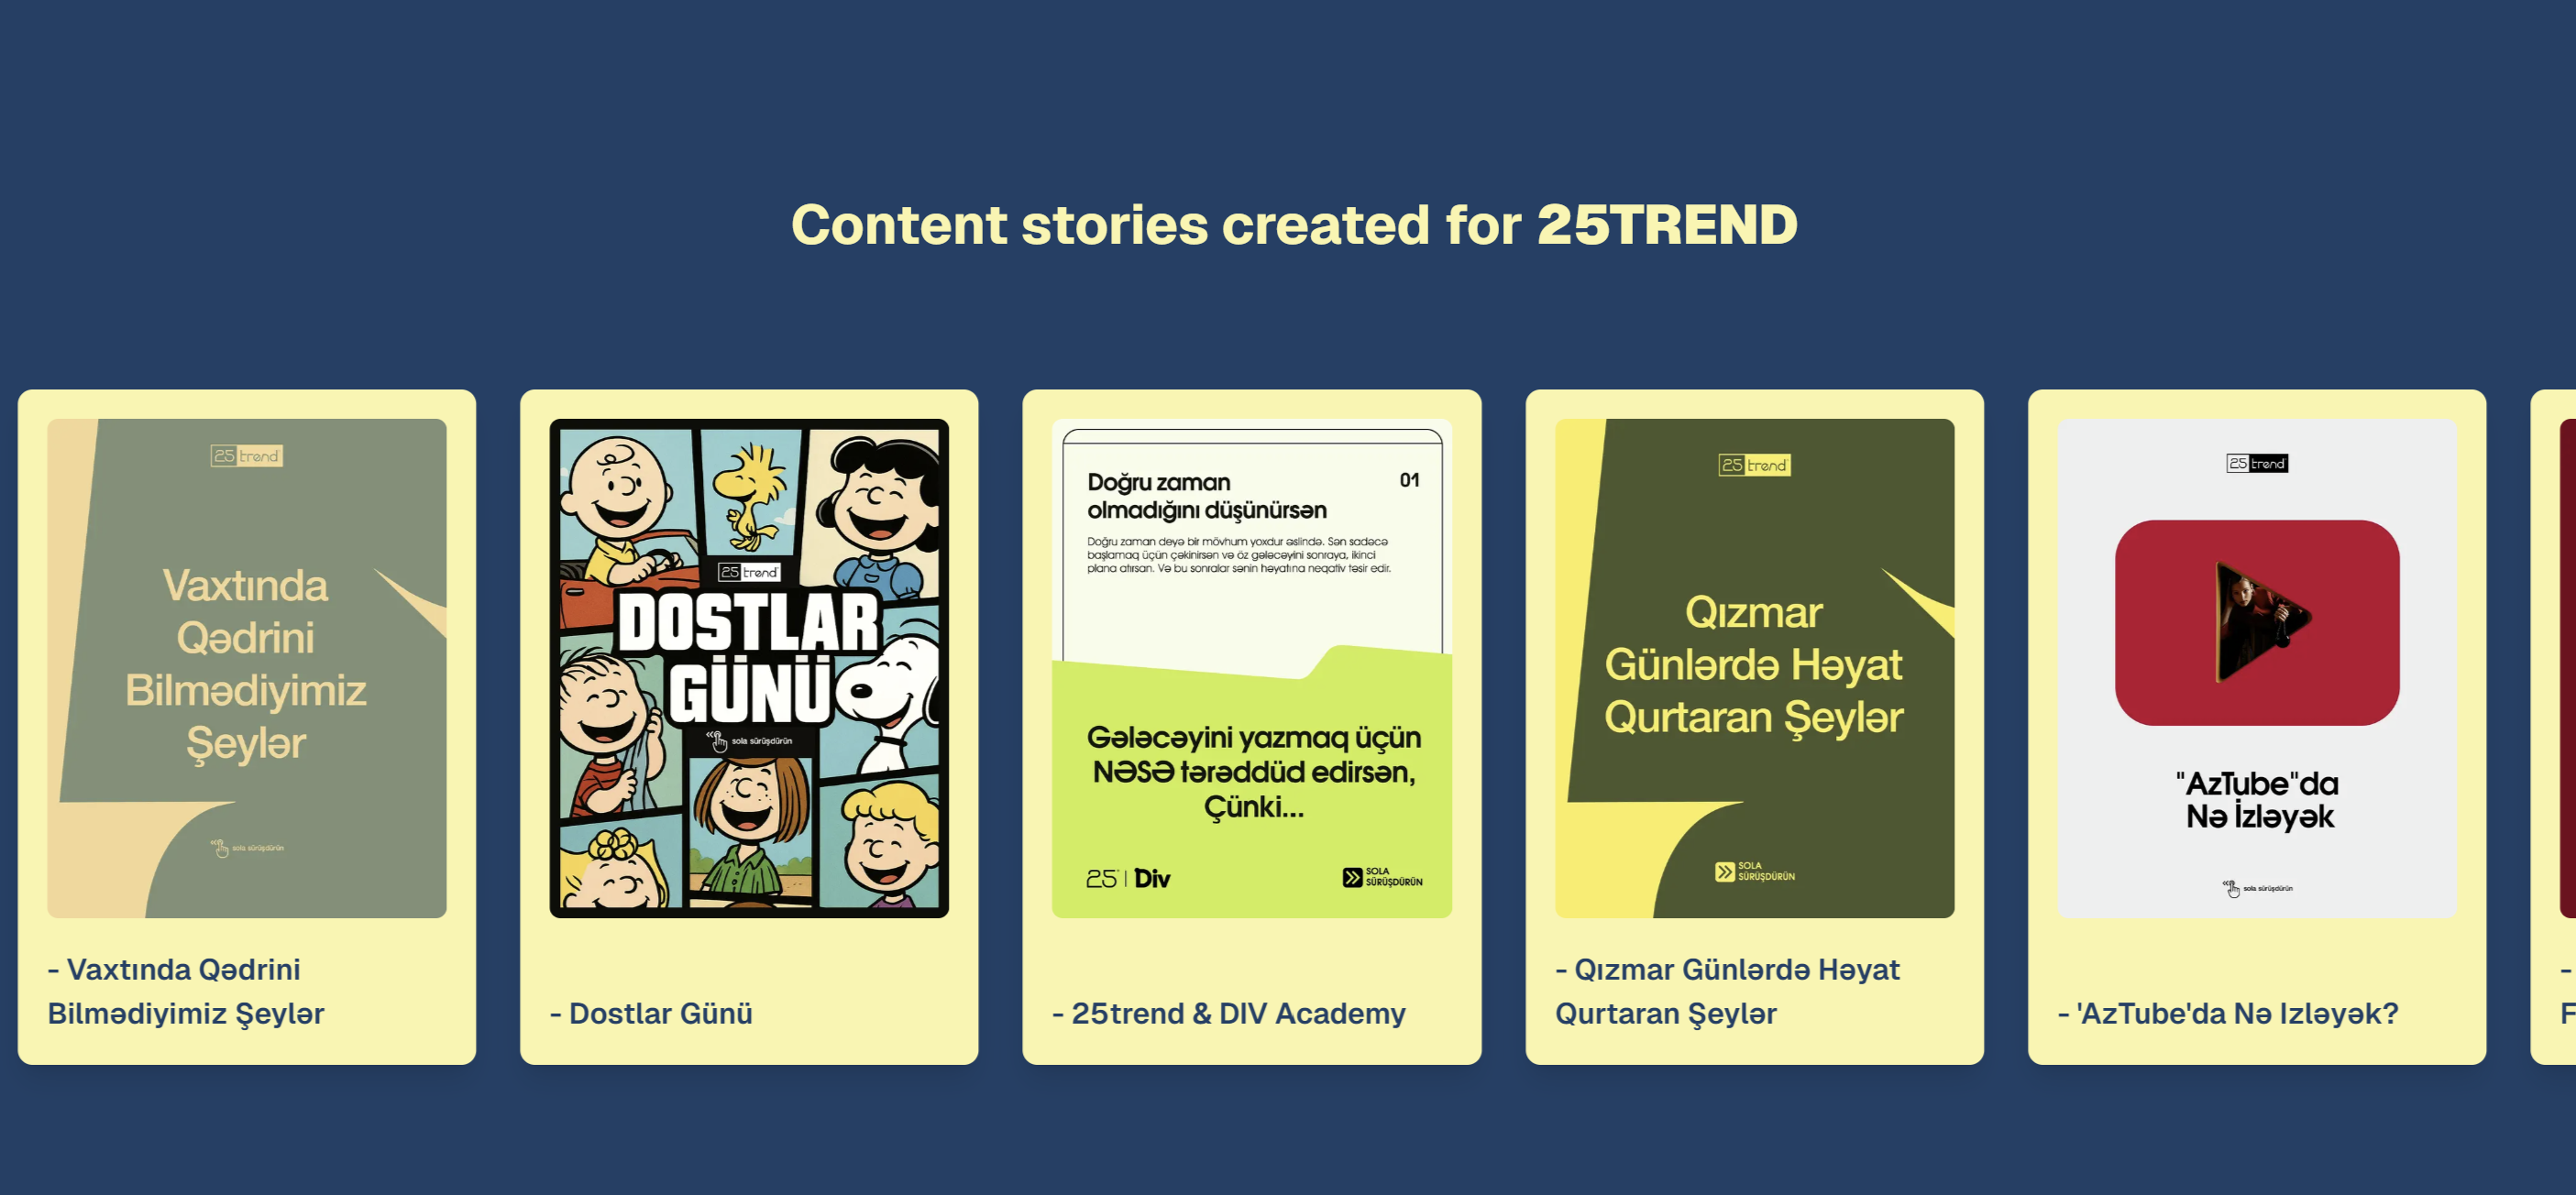 Content stories created for 25TREND
25 trend
Vaxtında
Qədrini
Bilmədiyimiz
Şeylər
sola sürüşdürün
- Vaxtında Qədrini
Bilmədiyimiz Şeylər
25 trend
DOSTLAR
GÜNÜ
sola sürüşdürün
- Dostlar Günü
Doğru zaman
olmadığını düşünürsən
01
Doğru zaman deyə bir mövhum yoxdur əslində. Sən sadəcə
başlamaq üçün çəkinirsən və öz gələcəyini sonraya, ikinci
plana atırsan. Və bu sonralar sənin həyatına neqativ təsir edir.
Gələcəyini yazmaq üçün
NƏSƏ tərəddüd edirsən,
Çünki...
25 | Div
SOLA
SÜRÜŞDÜRÜN
- 25trend & DIV Academy
25 trend
Qızmar
Günlərdə Həyat
Qurtaran Şeylər
SOLA
SÜRÜŞDÜRÜN
- Qızmar Günlərdə Həyat
Qurtaran Şeylər
25 trend
"AzTube"da
Nə İzləyək
sola sürüşdürün
- 'AzTube'da Nə Izləyək?
-
F